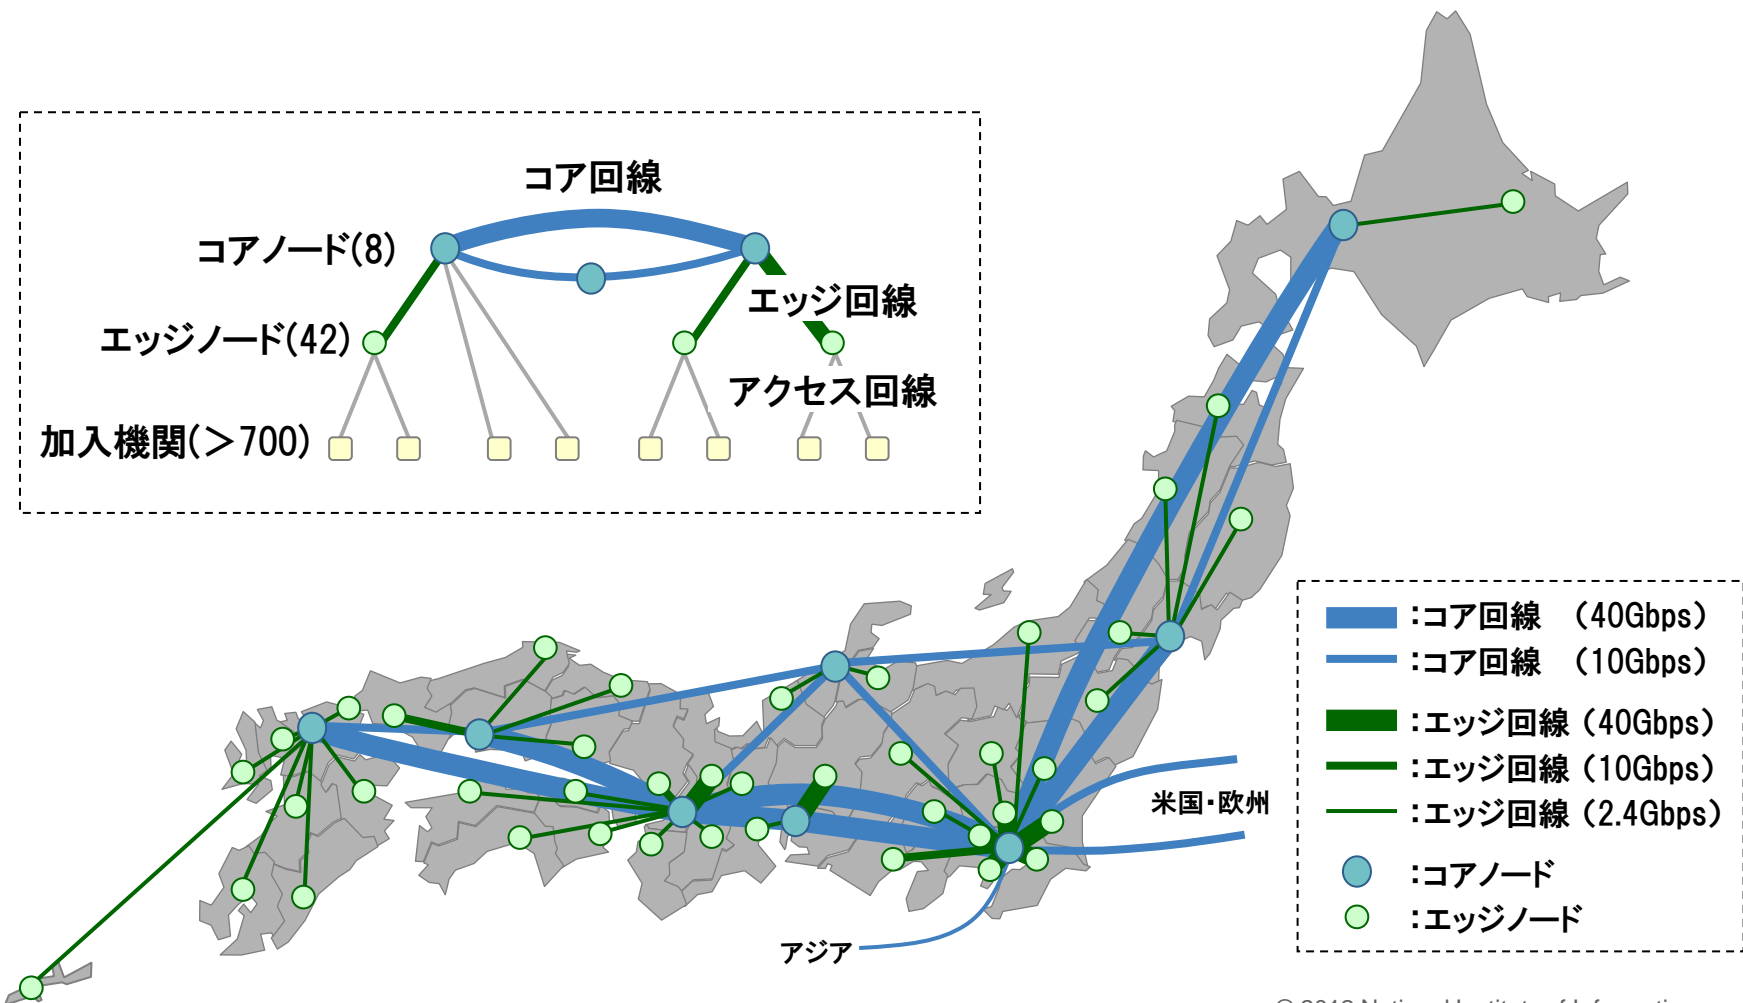 コア回線
コアノード(8)
エッジ回線
エッジノード(42)
アクセス回線
加入機関(＞700)
：コア回線 （40Gbps）
：コア回線 （10Gbps）
：エッジ回線（40Gbps）
：エッジ回線（10Gbps）
：エッジ回線（2.4Gbps）
：コアノード
：エッジノード
米国・欧州
アジア